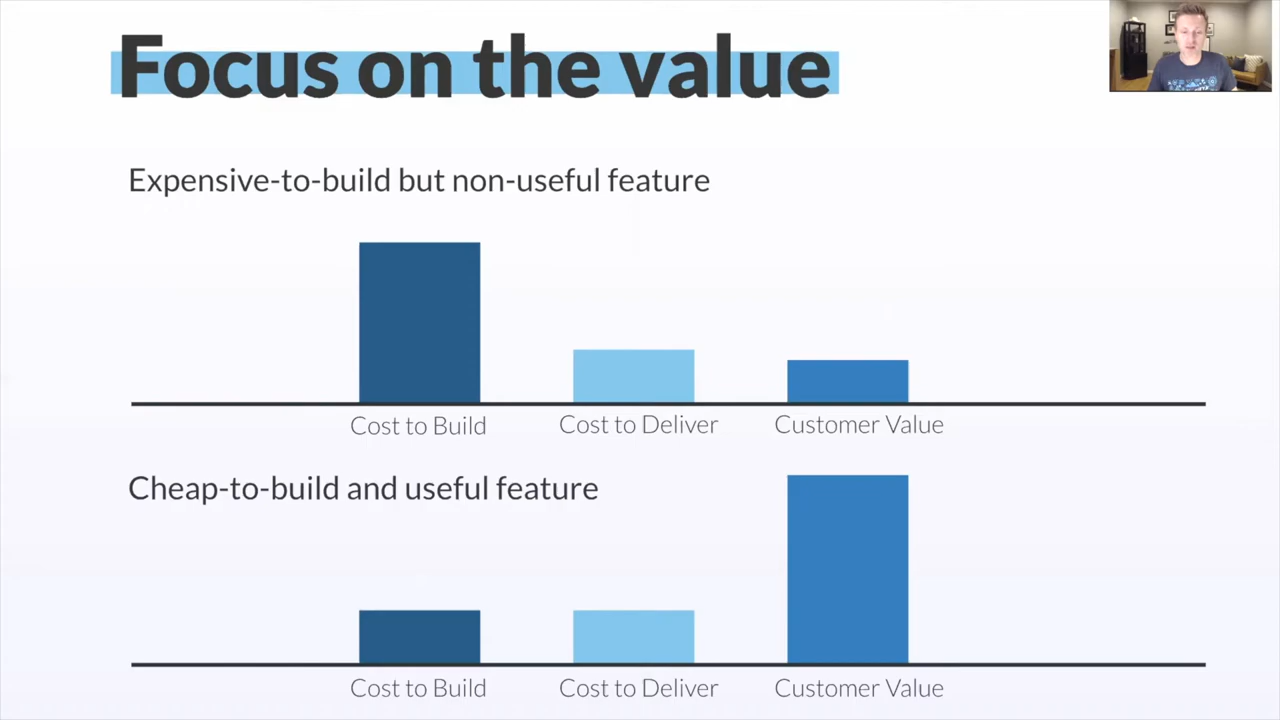 Focus on the value
Expensive-to-build but non-useful feature
Cost to Build
Cost to Deliver
Customer Value
Cheap-to-build and useful feature
Cost to Build
Cost to Deliver
Customer Value